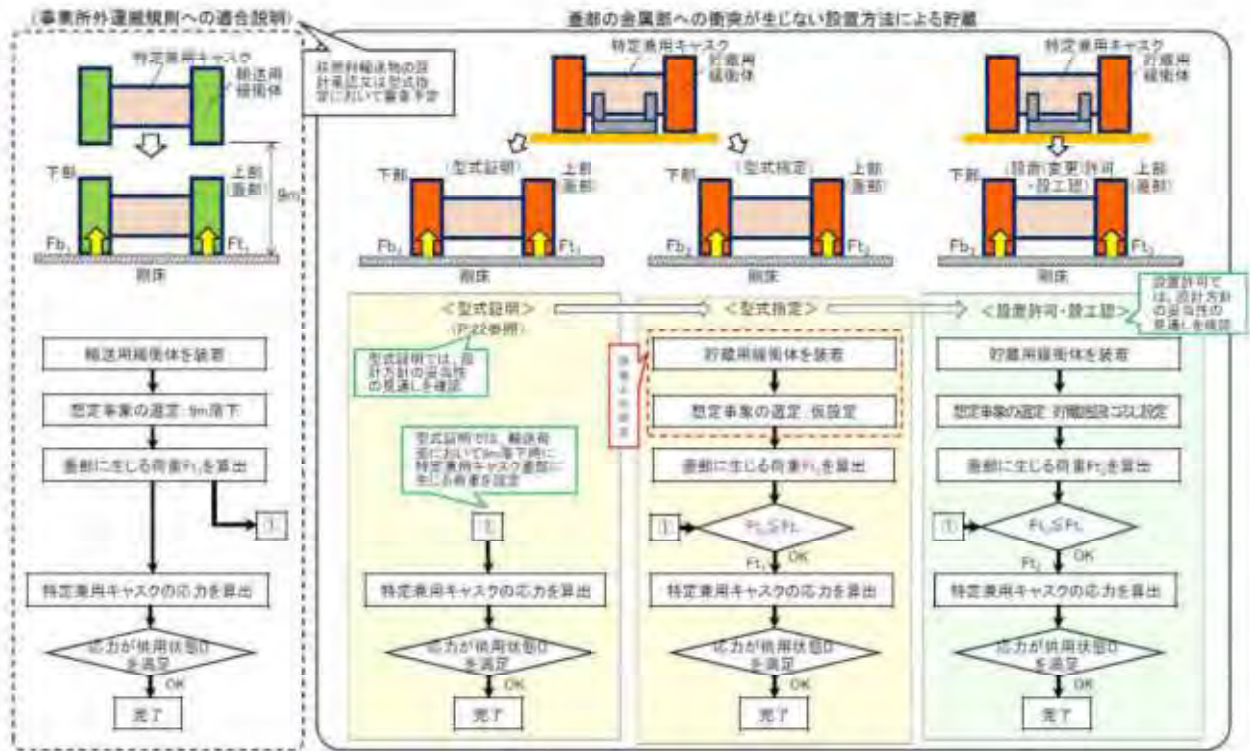 (事業所外運搬規則への適合説明)
特定兼用キャスク
輸送用
緩衝体
下部
上部
(蓋部)
9m
Fb₁
Ft₁
剛床
輸送用緩衝体を装着
想定事象の選定:9m落下
蓋部に生じる荷重Ft₁を算出
①
特定兼用キャスクの応力を算出
応力が供用状態D
を満足
OK
完了
核燃料輸送物の設
計承認又は型式指
定において審査予定
蓋部の金属部への衝突が生じない設置方法による貯蔵
特定兼用キャスク
貯蔵用
緩衝体
(型式証明)
下部
上部
(蓋部)
Ft₁
剛床
<型式証明>
(P.22参照)
型式証明では、設
計方針の妥当性
の見通しを確認
型式証明では、輸送荷
姿において9m落下時に
特定兼用キャスク蓋部に
生じる荷重を設定
①
特定兼用キャスクの応力を算出
応力が供用状態D
を満足
OK
完了
(型式指定)
下部
上部
(蓋部)
Fb₂
Ft₂
剛床
<型式指定>
貯蔵用緩衝体を装着
想定事象の選定:仮設定
蓋部に生じる荷重Ft₂を算出
①
Ft₂≦Ft₁
OK
Ft₁
特定兼用キャスクの応力を算出
応力が供用状態D
を満足
OK
完了
特定兼用キャスク
貯蔵用
緩衝体
(設置(変更)許可
・設工認)
下部
上部
(蓋部)
Fb₂
Ft₂
剛床
<設置許可・設工認>
設置許可で
は、設計方針
の妥当性の
見通しを確認
貯蔵用緩衝体を装着
想定事象の選定:貯蔵施設ごとに設定
蓋部に生じる荷重Ft₂を算出
①
Ft₂≦Ft₁
OK
Ft₂
特定兼用キャスクの応力を算出
応力が供用状態D
を満足
OK
完了